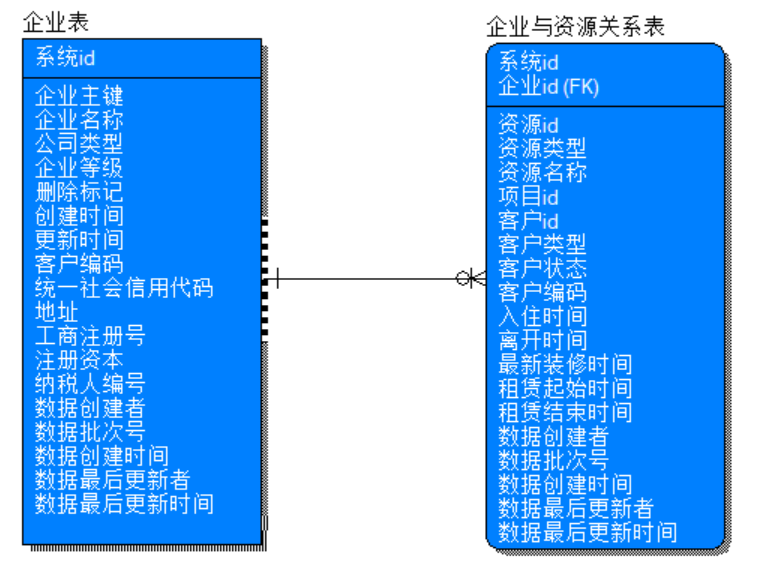 企业表
系统id
企业主键
企业名称
公司类型
企业等级
删除标记
创建时间
更新时间
客户编码
统一社会信用代码
地址
工商注册号
注册资本
纳税人编号
数据创建者
数据批次号
数据创建时间
数据最后更新者
数据最后更新时间
企业与资源关系表
系统id
企业id (FK)
资源id
资源类型
资源名称
项目id
客户id
客户类型
客户状态
客户编码
入住时间
离开时间
最新装修时间
租赁起始时间
租赁结束时间
数据创建者
数据批次号
数据创建时间
数据最后更新者
数据最后更新时间